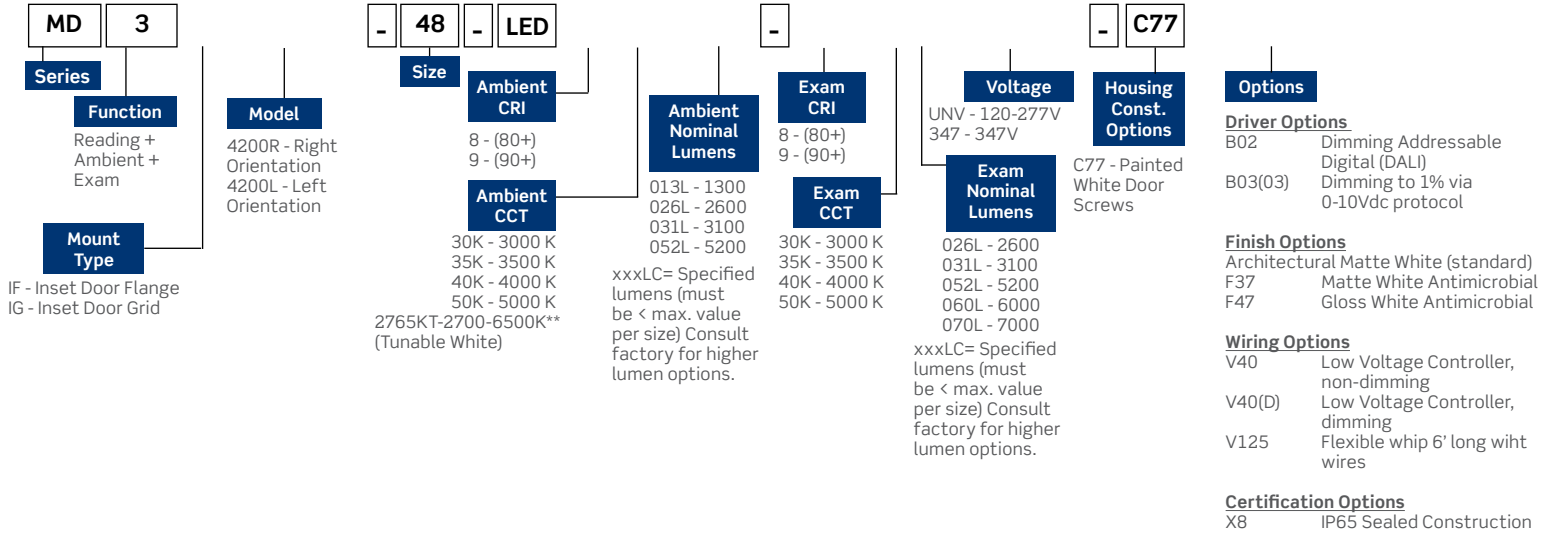 MD 3 - 48 - LED - - C77
Series
Function
Reading +
Ambient +
Exam
Mount
Type
IF - Inset Door Flange
IG - Inset Door Grid
Model
4200R - Right
Orientation
4200L - Left
Orientation
Size
Ambient
CRI
8 - (80+)
9 - (90+)
Ambient
CCT
30K - 3000 K
35K - 3500 K
40K - 4000 K
50K - 5000 K
2765KT-2700-6500K**
(Tunable White)
Ambient
Nominal
Lumens
013L - 1300
026L - 2600
031L - 3100
052L - 5200
xxxLC= Specified
lumens (must
be < max. value
per size) Consult
factory for higher
lumen options.
Exam
CRI
8 - (80+)
9 - (90+)
Exam
CCT
30K - 3000 K
35K - 3500 K
40K - 4000 K
50K - 5000 K
Voltage
UNV - 120-277V
347 - 347V
Exam
Nominal
Lumens
026L - 2600
031L - 3100
052L - 5200
060L - 6000
070L - 7000
xxxLC= Specified
lumens (must
be < max. value
per size) Consult
factory for higher
lumen options.
Housing
Const.
Options
C77 - Painted
White Door
Screws
Options
Driver Options
B02 Dimming Addressable
Digital (DALI)
B03(03) Dimming to 1% via
0-10Vdc protocol
Finish Options
Architectural Matte White (standard)
F37 Matte White Antimicrobial
F47 Gloss White Antimicrobial
Wiring Options
V40 Low Voltage Controller,
non-dimming
V40(D) Low Voltage Controller,
dimming
V125 Flexible whip 6' long wiht
wires
Certification Options
X8 IP65 Sealed Construction